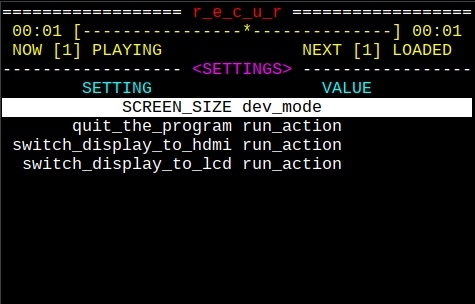 ================== r_e_c_u_r ==================
00:01 [----------------*--------------] 00:01
NOW [1] PLAYING NEXT [1] LOADED
------------------ <SETTINGS> -----------------
SETTING VALUE
SCREEN_SIZE dev_mode
quit_the_program run_action
switch_display_to_hdmi run_action
switch_display_to_lcd run_action